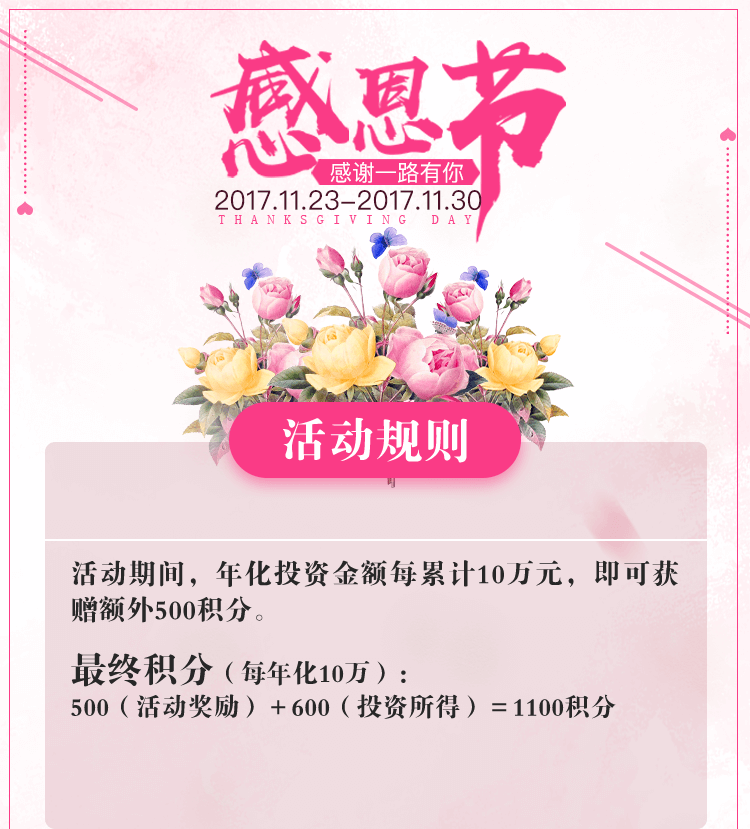 感恩节
感谢一路有你
2017.11.23-2017.11.30
THANKSGIVING DAY
活动规则
活动期间，年化投资金额每累计10万元，即可获
赠额外500积分。
最终积分（每年化10万）：
500（活动奖励）＋600（投资所得）＝1100积分